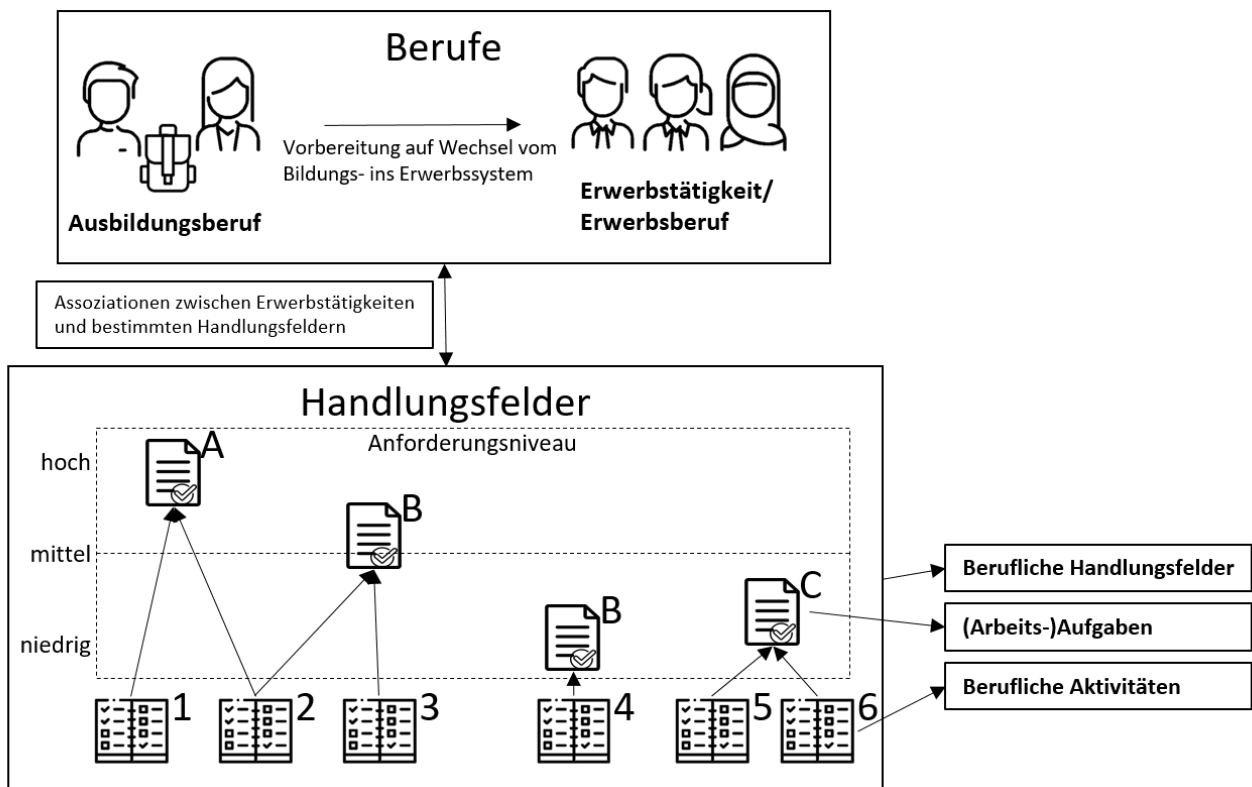 Berufe
Vorbereitung auf Wechsel vom
Bildungs- ins Erwerbssystem
Ausbildungsberuf
Erwerbstätigkeit/
Erwerbsberuf
Assoziationen zwischen Erwerbstätigkeiten
und bestimmten Handlungsfeldern
Handlungsfelder
Anforderungsniveau
hoch
A
B
mittel
Berufliche Handlungsfelder
C
B
(Arbeits-)Aufgaben
niedrig
Berufliche Aktivitäten
1
2
3
4
5
6